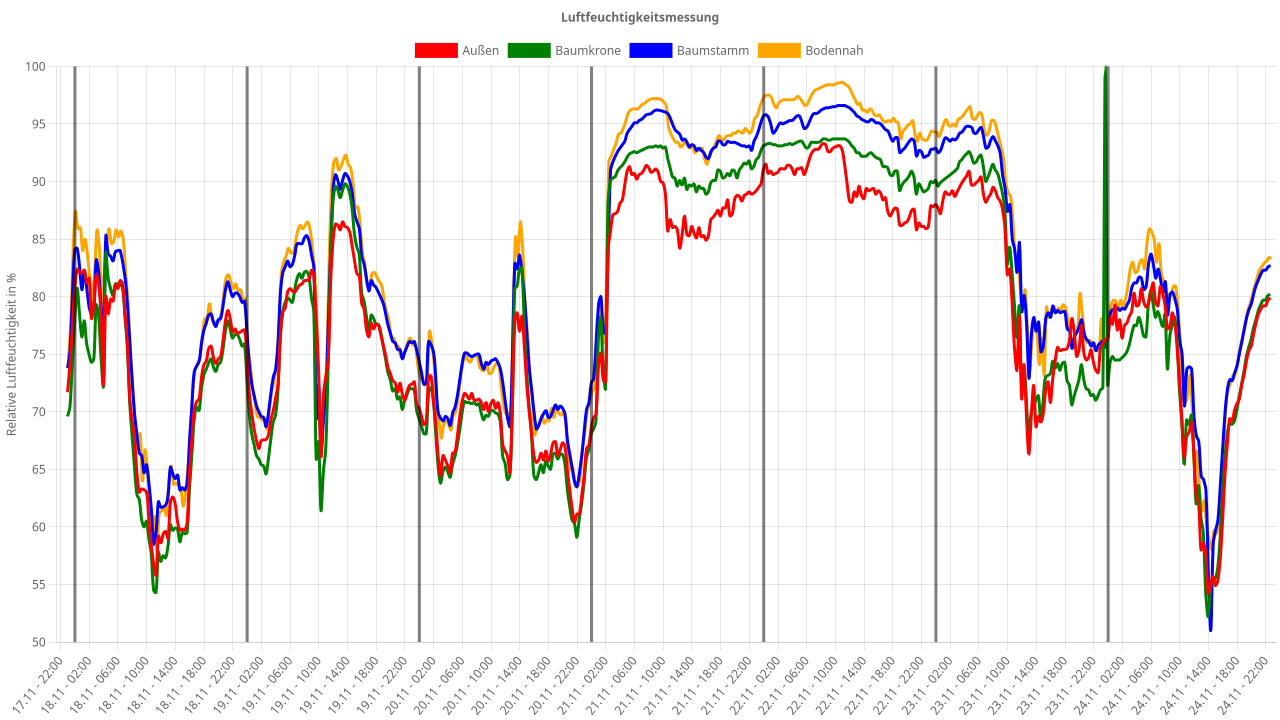 Luftfeuchtigkeitsmessung
Außen Baumkrone Baumstamm Bodennah
Relative Luftfeuchtigkeit in %
100
95
90
85
80
75
70
65
60
55
50
17.11 - 22:00
18.11 - 02:00
18.11 - 06:00
18.11 - 10:00
18.11 - 14:00
18.11 - 18:00
18.11 - 22:00
19.11 - 02:00
19.11 - 06:00
19.11 - 10:00
19.11 - 14:00
19.11 - 18:00
19.11 - 22:00
20.11 - 02:00
20.11 - 06:00
20.11 - 10:00
20.11 - 14:00
20.11 - 18:00
20.11 - 22:00
21.11 - 02:00
21.11 - 06:00
21.11 - 10:00
21.11 - 14:00
21.11 - 18:00
21.11 - 22:00
22.11 - 02:00
22.11 - 06:00
22.11 - 10:00
22.11 - 14:00
22.11 - 18:00
22.11 - 22:00
23.11 - 02:00
23.11 - 06:00
23.11 - 10:00
23.11 - 14:00
23.11 - 18:00
23.11 - 22:00
24.11 - 02:00
24.11 - 06:00
24.11 - 10:00
24.11 - 14:00
24.11 - 18:00
24.11 - 22:00